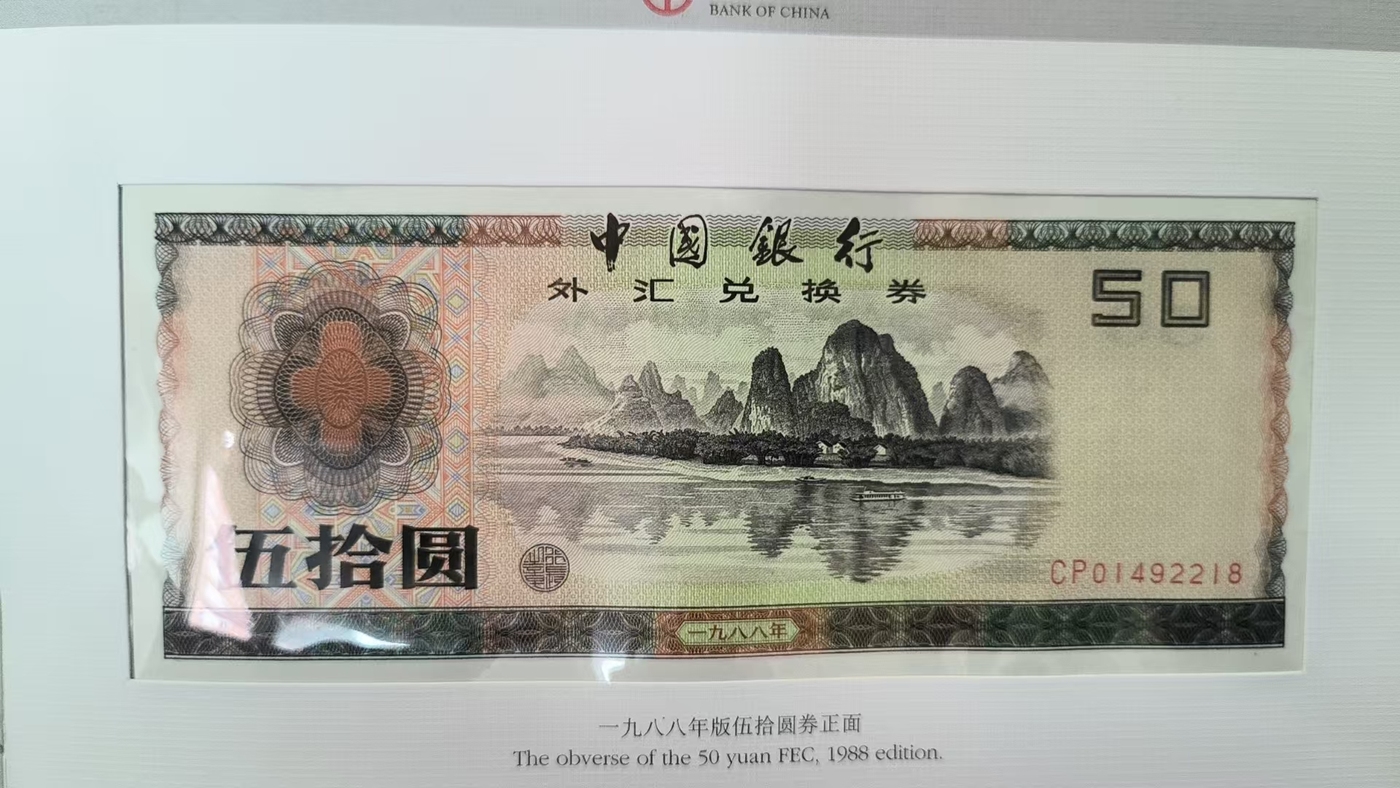 BANK OF CHINA
中國銀行
外汇兑换券
50
伍拾圆
CP01492218
一九八八年
一九八八年版伍拾圆券正面
The obverse of the 50 yuan FEC, 1988 edition.